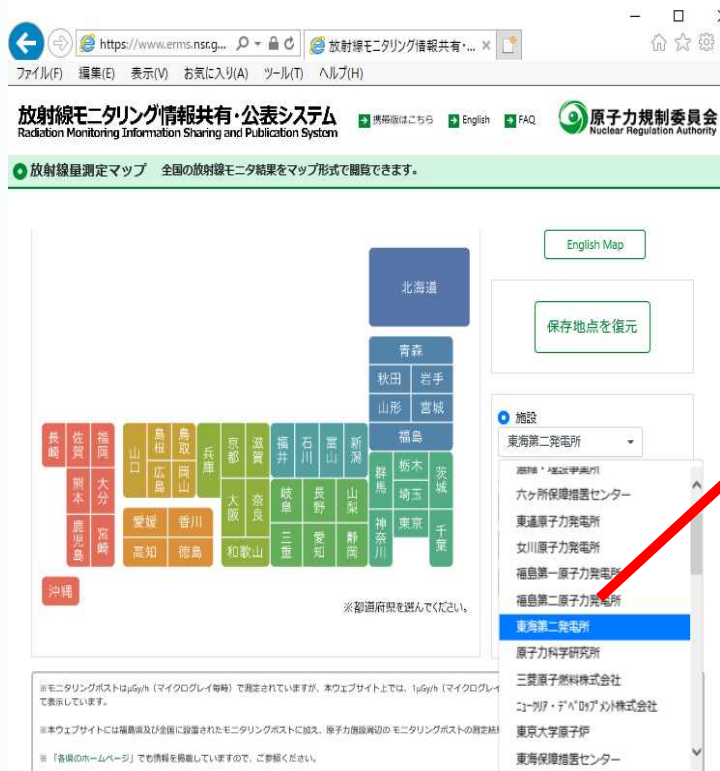 https://www.erms.nsr.g...
放射線モニタリング情報共有・...
ファイル(F) 編集(E) 表示(V) お気に入り(A) ツール(T) ヘルプ(H)
放射線モニタリング情報共有・公表システム
Radiation Monitoring Information Sharing and Publication System
携帯版はこちら English FAQ
原子力規制委員会
Nuclear Regulation Authority
放射線量測定マップ 全国の放射線モニタ結果をマップ形式で閲覧できます。
English Map
保存地点を復元
北海道
青森
秋田 岩手
山形 宮城
福島
長崎 佐賀 福岡
熊本 大分
鹿児島 宮崎
沖縄
山口 島根 鳥取
広島 岡山
愛媛 香川
高知 徳島
兵庫 京都 滋賀
大阪 奈良
和歌山
福井 石川 富山 新潟
岐阜 長野 山梨
三重 愛知 静岡
群馬 栃木 茨城
埼玉
神奈川 東京 千葉
※都道府県を選んでください。
施設
東海第二発電所
六ヶ所保障措置センター
東通原子力発電所
女川原子力発電所
福島第一原子力発電所
福島第二原子力発電所
東海第二発電所
原子力科学研究所
三菱原子燃料株式会社
ニュークリア・デベロップメント株式会社
東京大学原子炉
東海保障措置センター
※モニタリングポストはμGy/h（マイクログレイ毎時）で測定されていますが、本ウェブサイト上では、1μGy/h（マイクログレイ
て表示しています。
※本ウェブサイトには福島県及び全国に設置されたモニタリングポストに加え、原子力施設周辺の モニタリングポストの測定結
※ 「各県のホームページ」でも情報を掲載していますので、ご参照ください。